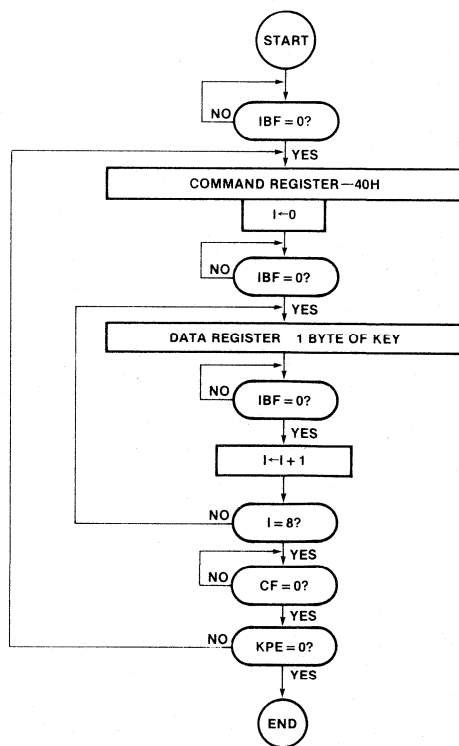 START
NO
IBF = 0?
YES
COMMAND REGISTER—40H
I←0
NO
IBF = 0?
YES
DATA REGISTER 1 BYTE OF KEY
NO
IBF = 0?
YES
I←I + 1
NO
I = 8?
YES
NO
CF = 0?
YES
NO
KPE = 0?
YES
END